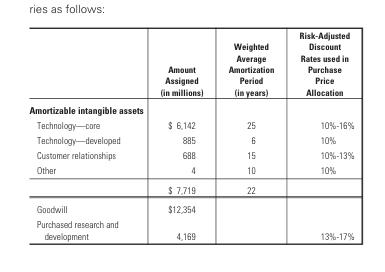 ries as follows:
Risk-Adjusted
Weighted Discount
Average Rates used in
Amount Amortization Purchase
Assigned Period Price
(in millions) (in years) Allocation
Amortizable intangible assets
Technology—core $ 6,142 25 10%-16%
Technology—developed 885 6 10%
Customer relationships 688 15 10%-13%
Other 4 10 10%
$ 7,719 22
Goodwill $12,354
Purchased research and
development 4,169 13%-17%